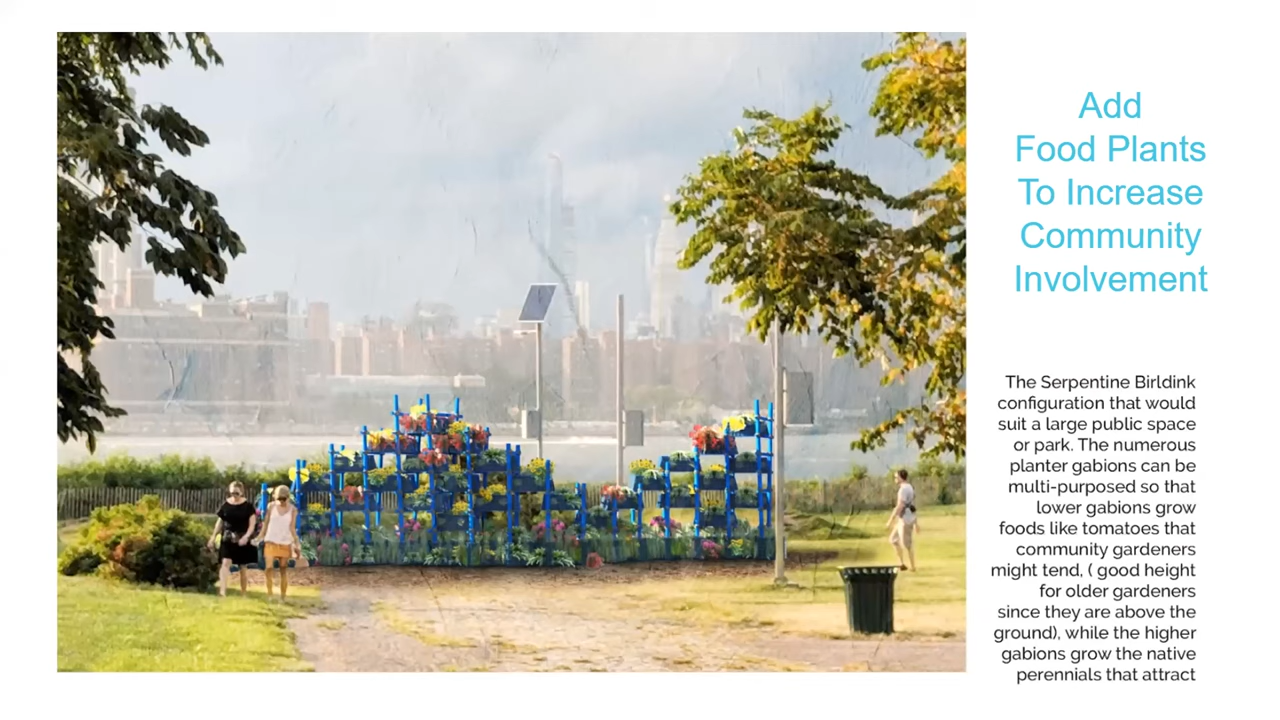 Add
Food Plants
To Increase
Community
Involvement
The Serpentine Birldink
configuration that would
suit a large public space
or park. The numerous
planter gabions can be
multi-purposed so that
lower gabions grow
foods like tomatoes that
community gardeners
might tend, ( good height
for older gardeners
since they are above the
ground), while the higher
gabions grow the native
perennials that attract